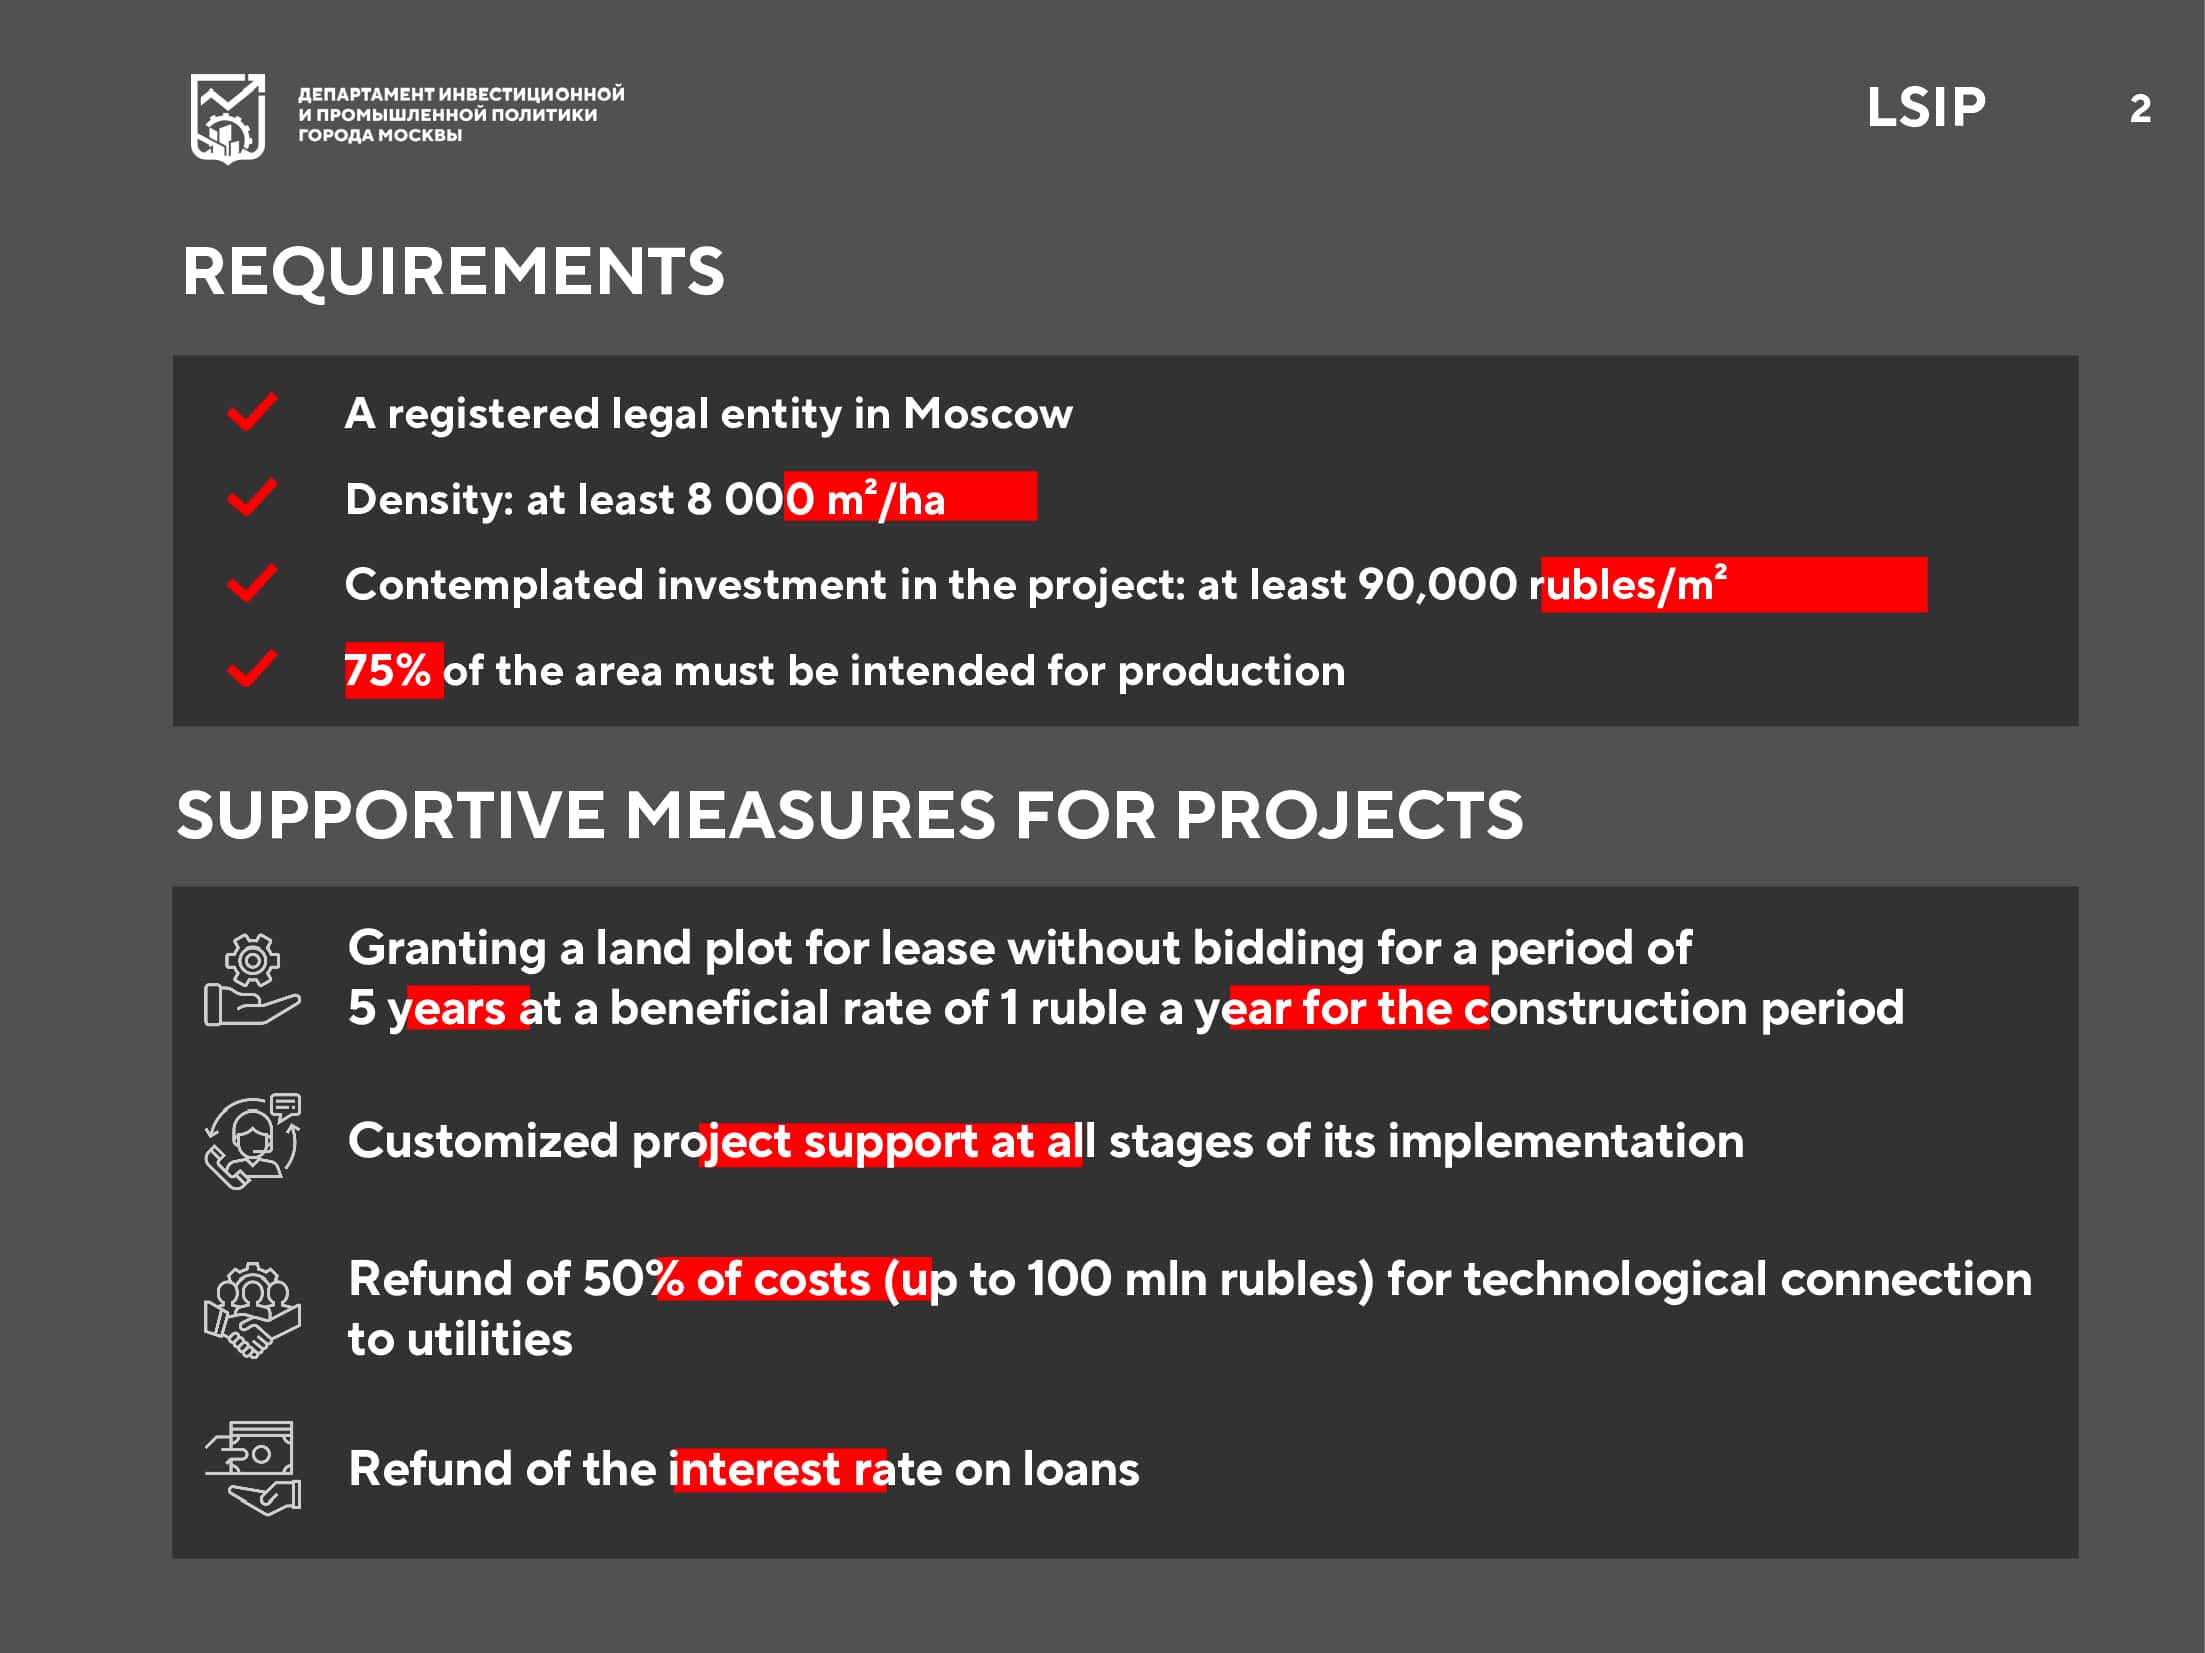 ДЕПАРТАМЕНТ ИНВЕСТИЦИОННОЙ
И ПРОМЫШЛЕННОЙ ПОЛИТИКИ
ГОРОДА МОСКВЫ
LSIP
2
REQUIREMENTS
A registered legal entity in Moscow
Density: at least 8 000 m²/ha
Contemplated investment in the project: at least 90,000 rubles/m²
75% of the area must be intended for production
SUPPORTIVE MEASURES FOR PROJECTS
Granting a land plot for lease without bidding for a period of
5 years at a beneficial rate of 1 ruble a year for the construction period
Customized project support at all stages of its implementation
Refund of 50% of costs (up to 100 mln rubles) for technological connection
to utilities
Refund of the interest rate on loans